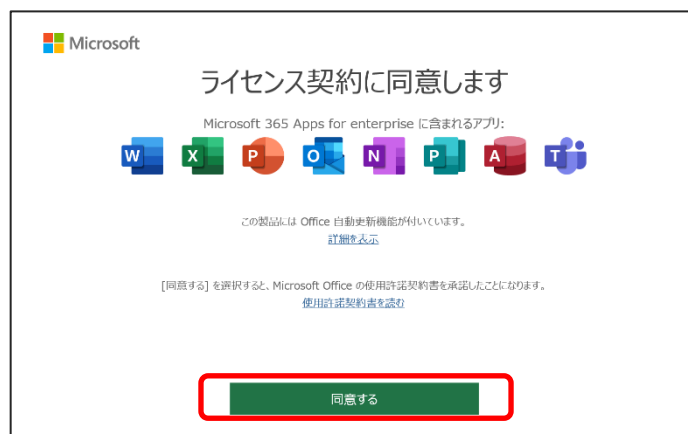 Microsoft
ライセンス契約に同意します
Microsoft 365 Apps for enterprise に含まれるアプリ:
W X P O N P A T
この製品には Office 自動更新機能が付いています。
詳細を表示
[同意する] を選択すると、Microsoft Office の使用許諾契約書を承諾したことになります。
使用許諾契約書を読む
同意する